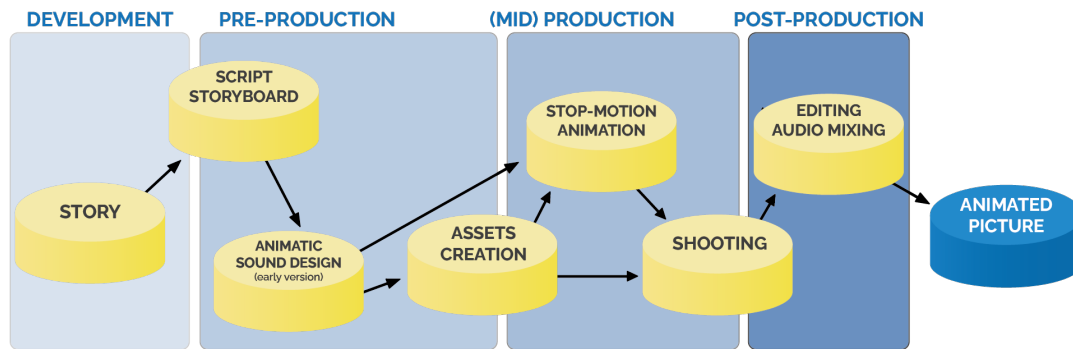 DEVELOPMENT
PRE-PRODUCTION
(MID) PRODUCTION
POST-PRODUCTION
STORY
SCRIPT
STORYBOARD
ANIMATIC
SOUND DESIGN
(early version)
ASSETS
CREATION
STOP-MOTION
ANIMATION
SHOOTING
EDITING
AUDIO MIXING
ANIMATED
PICTURE